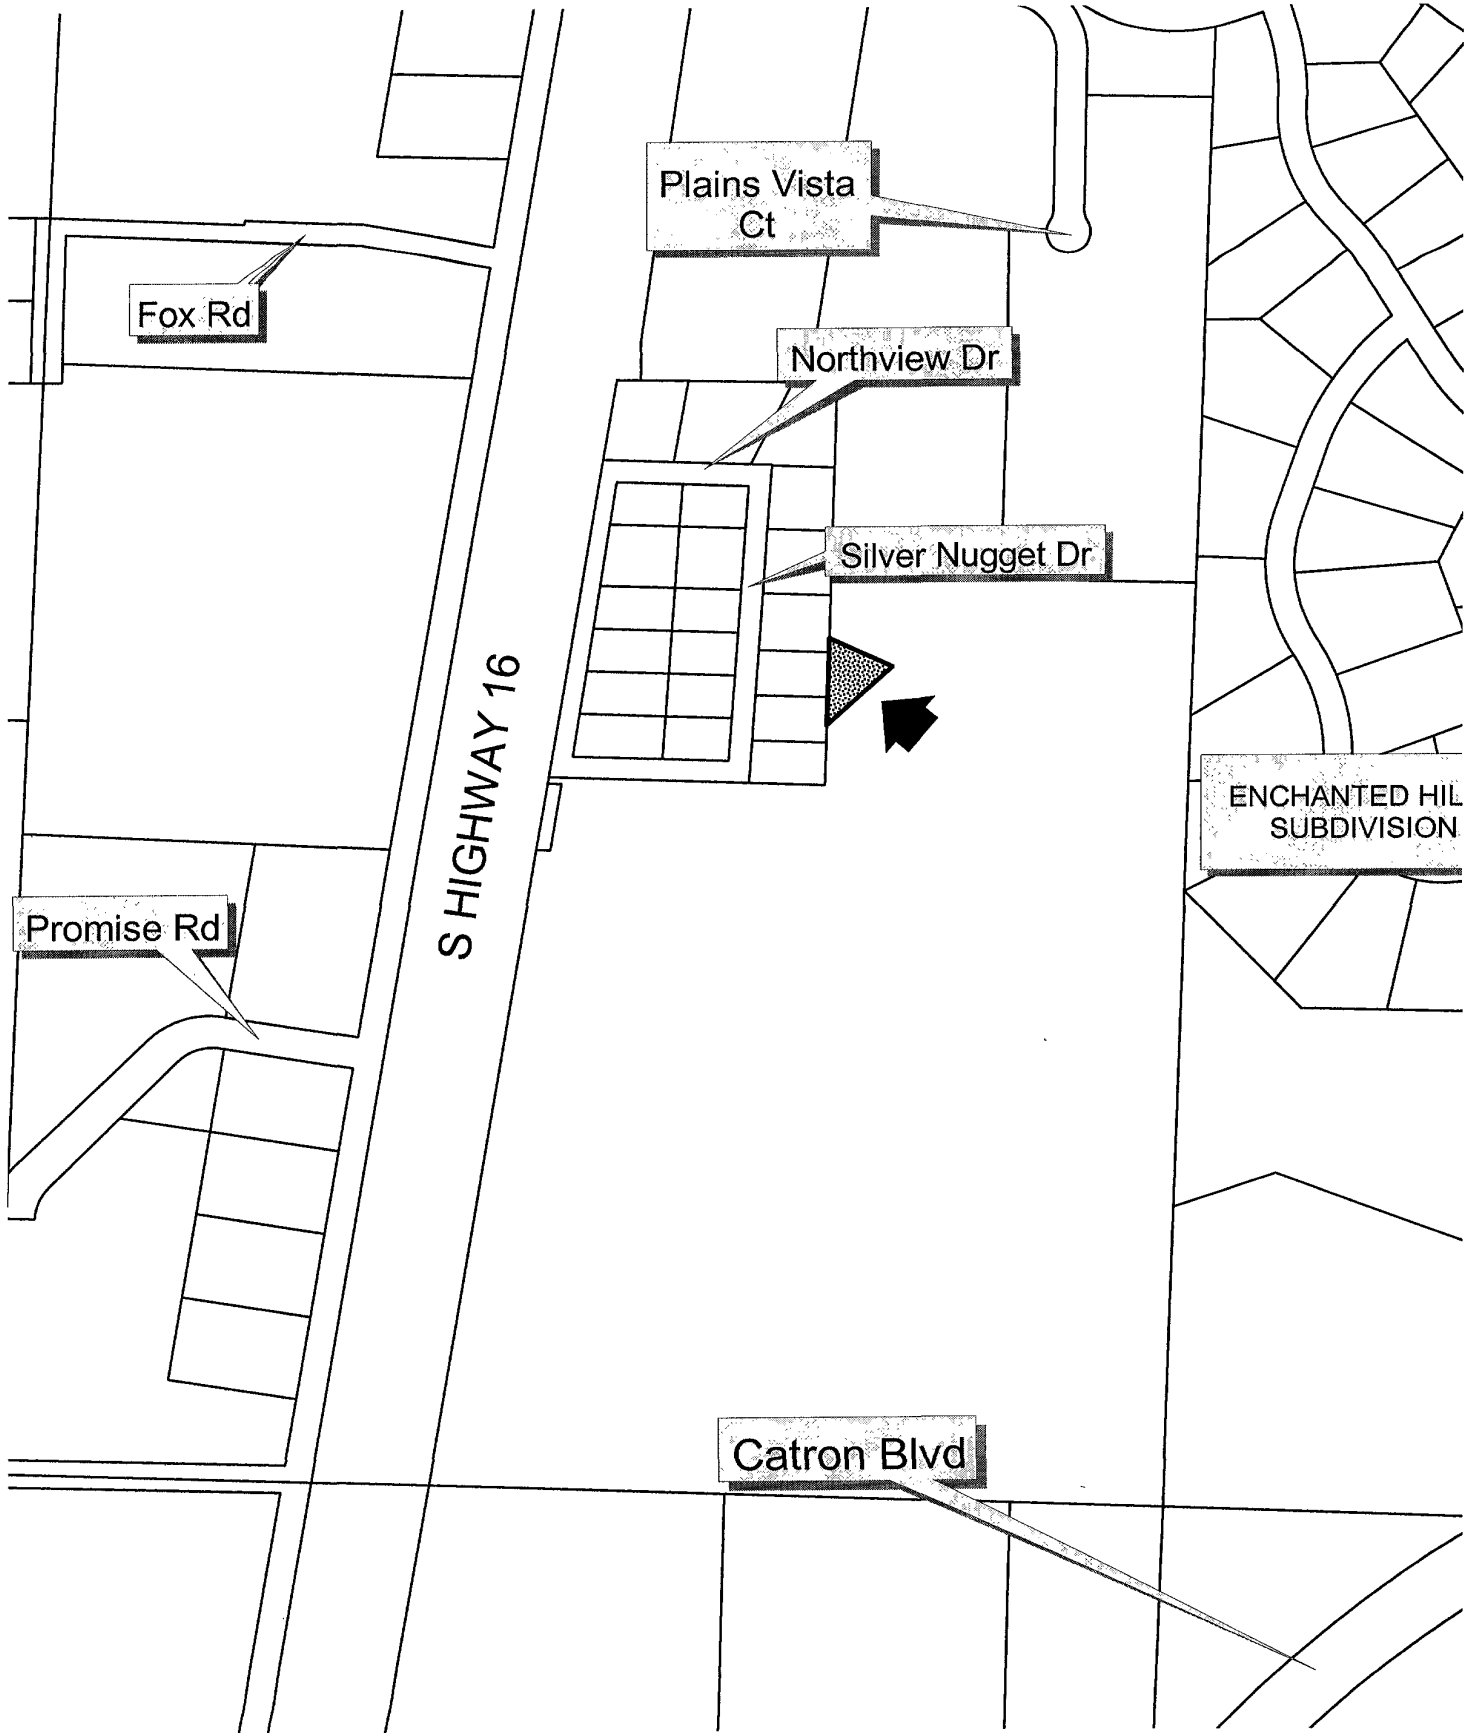 Plains Vista
Ct
Fox Rd
Northview Dr
Silver Nugget Dr
S HIGHWAY 16
ENCHANTED HIL
SUBDIVISION
Promise Rd
Catron Blvd